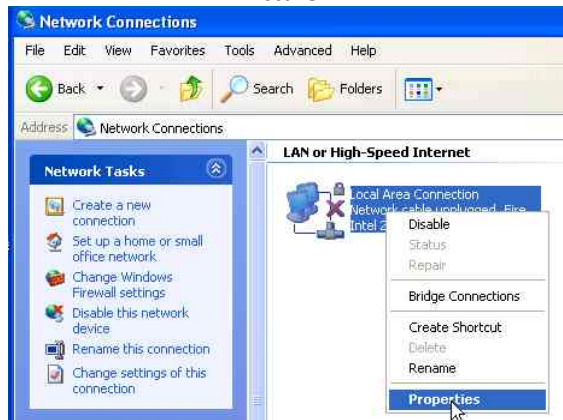 Network Connections
File Edit View Favorites Tools Advanced Help
Back Search Folders
Address Network Connections
Network Tasks
Create a new
connection
Set up a home or small
office network
Change Windows
Firewall settings
Disable this network
device
Rename this connection
Change settings of this
connection
LAN or High-Speed Internet
Local Area Connection
Network cable unplugged, Fire
Intel 2
Disable
Status
Repair
Bridge Connections
Create Shortcut
Delete
Rename
Properties